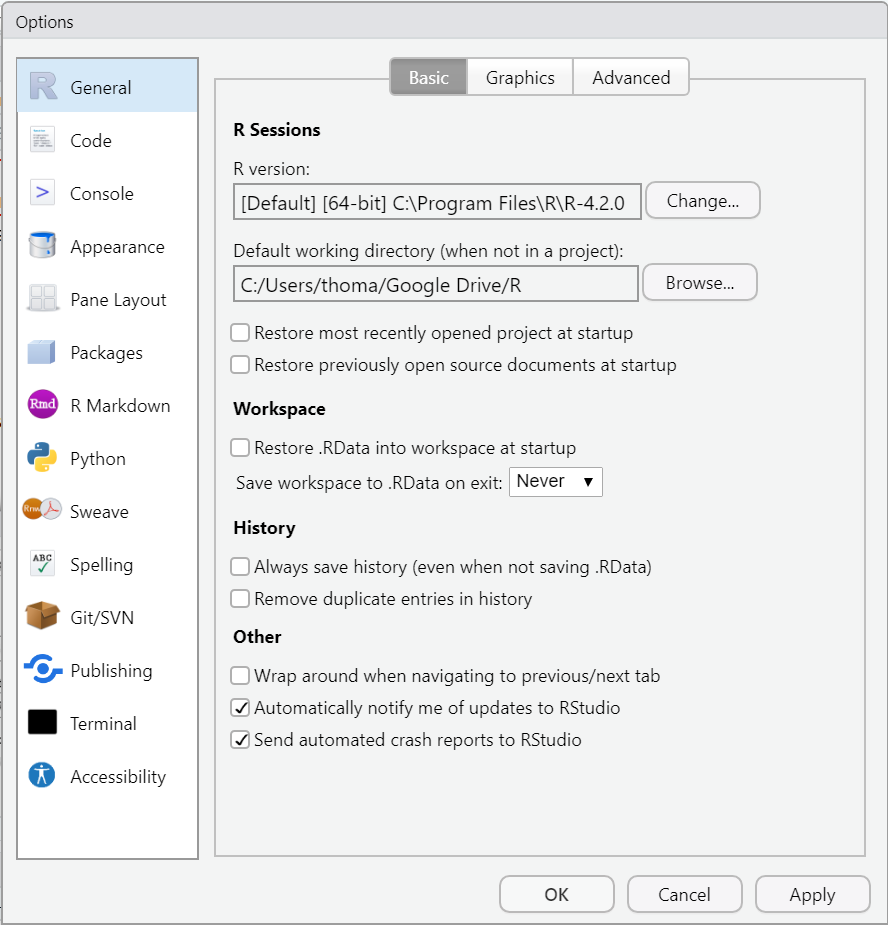 Options
General
Code
Console
Appearance
Pane Layout
Packages
Rmd
R Markdown
Python
Rnw
Sweave
ABC
Spelling
Git/SVN
Publishing
Terminal
Accessibility
Basic Graphics Advanced
R Sessions
R version:
[Default] [64-bit] C:\Program Files\R\R-4.2.0 Change...
Default working directory (when not in a project):
C:/Users/thoma/Google Drive/R Browse...
Restore most recently opened project at startup
Restore previously open source documents at startup
Workspace
Restore .RData into workspace at startup
Save workspace to .RData on exit: Never
History
Always save history (even when not saving .RData)
Remove duplicate entries in history
Other
Wrap around when navigating to previous/next tab
Automatically notify me of updates to RStudio
Send automated crash reports to RStudio
OK Cancel Apply